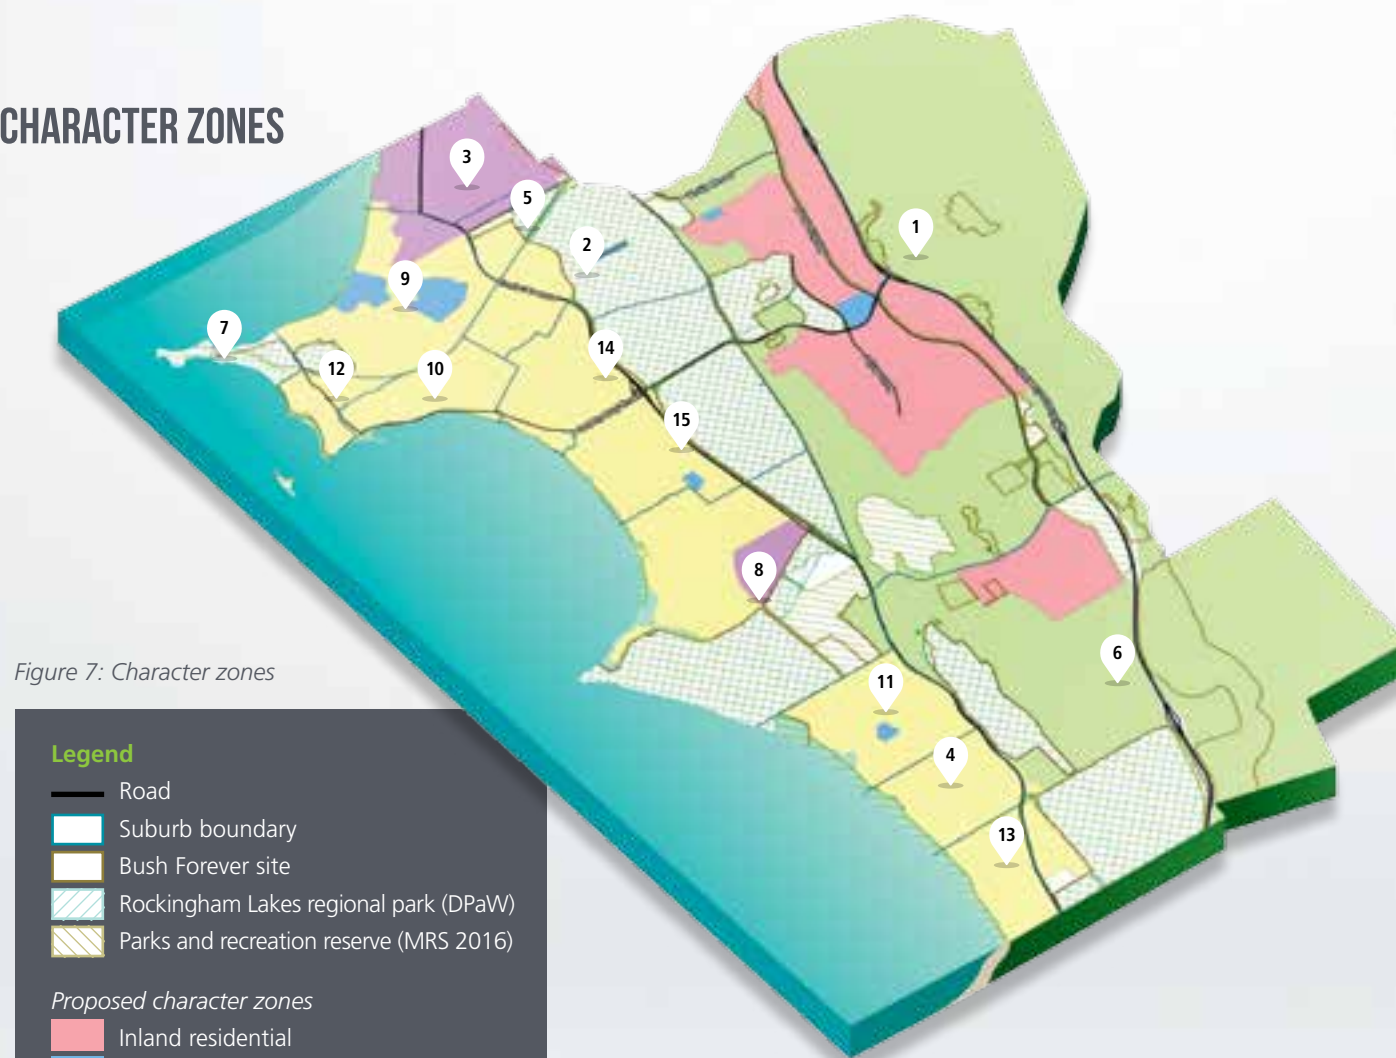 CHARACTER ZONES
3
5
1
2
9
7
14
12
10
15
8
6
11
4
13
Figure 7: Character zones
Legend
Road
Suburb boundary
Bush Forever site
Rockingham Lakes regional park (DPaW)
Parks and recreation reserve (MRS 2016)
Proposed character zones
Inland residential